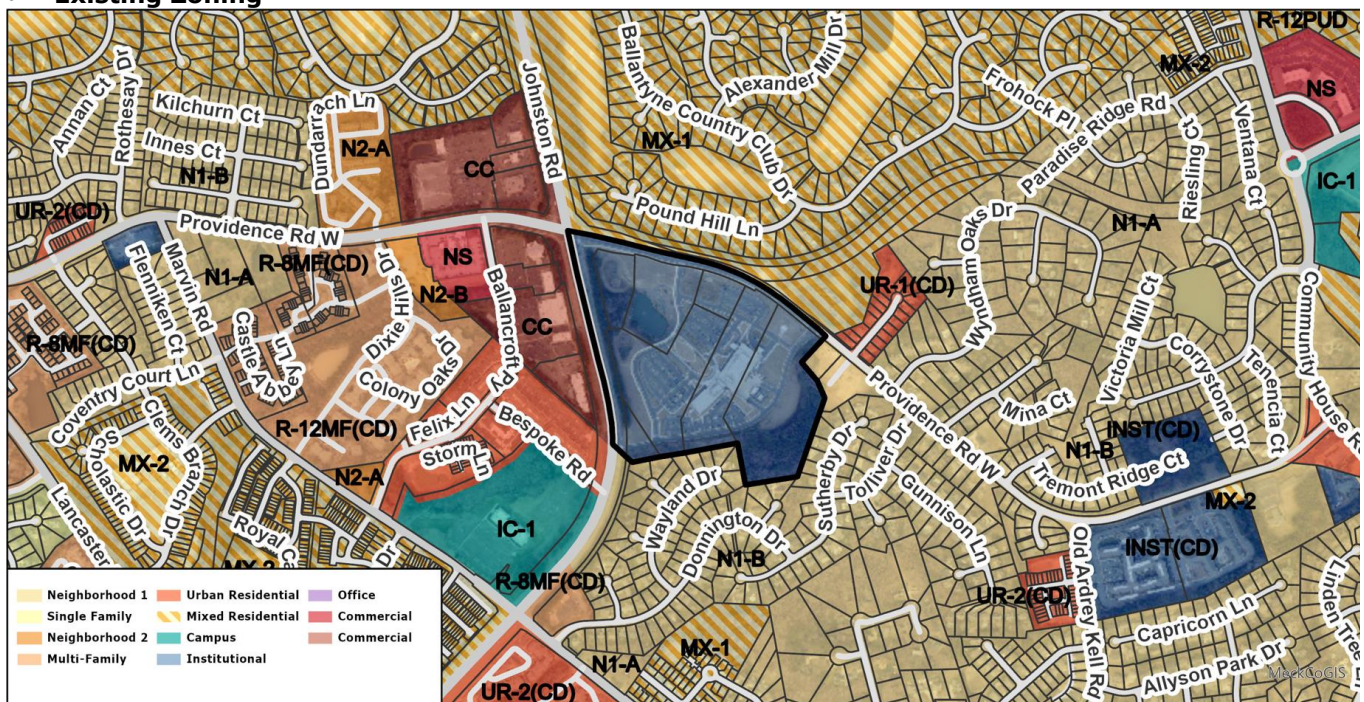 Existing Zoning
R-12PUD
MX-2
NS
IC-1
Annan Ct
Rothesay Dr
Kilchurn Ct
Innes Ct
N1-B
Dundarrach Ln
N2-A
CC
Johnston Rd
Ballantyne Country Club Dr
Alexander Mill Dr
MX-1
Pound Hill Ln
Frohock Pl
Paradise Ridge Rd
Riesling Ct
Ventana Ct
N1-A
UR-2(CD)
Providence Rd W
Flenniken Ct
Marvin Rd
N1-A
R-8MF(CD)
Dixie Hills Dr
N2-B
NS
Ballancroft Py
CC
UR-1(CD)
Wyndham Oaks Dr
Victoria Mill Ct
Corrystone Dr
Tenencia Ct
Community House Rd
R-8MF(CD)
Coventry Court Ln
Castle Abbey Ln
Colony Oaks Dr
R-12MF(CD)
Felix Ln
Storm Ln
Bespoke Rd
N2-A
IC-1
R-8MF(CD)
MX-2
Scholastic Dr
Clems Branch Dr
Lancaster
Royal Ca
Dr
MX-2
Wayland Dr
Donnington Dr
N1-B
Sutherby Dr
Tolliver Dr
Gunnison Ln
Providence Rd W
Mina Ct
N1-B
Tremont Ridge Ct
INST(CD)
MX-2
INST(CD)
UR-2(CD)
Old Ardrey Kell Rd
Capricorn Ln
Allyson Park Dr
Linden Tree
N1-A
MX-1
UR-2(CD)
MeckCoGIS
Neighborhood 1
Single Family
Neighborhood 2
Multi-Family
Urban Residential
Mixed Residential
Campus
Institutional
Office
Commercial
Commercial